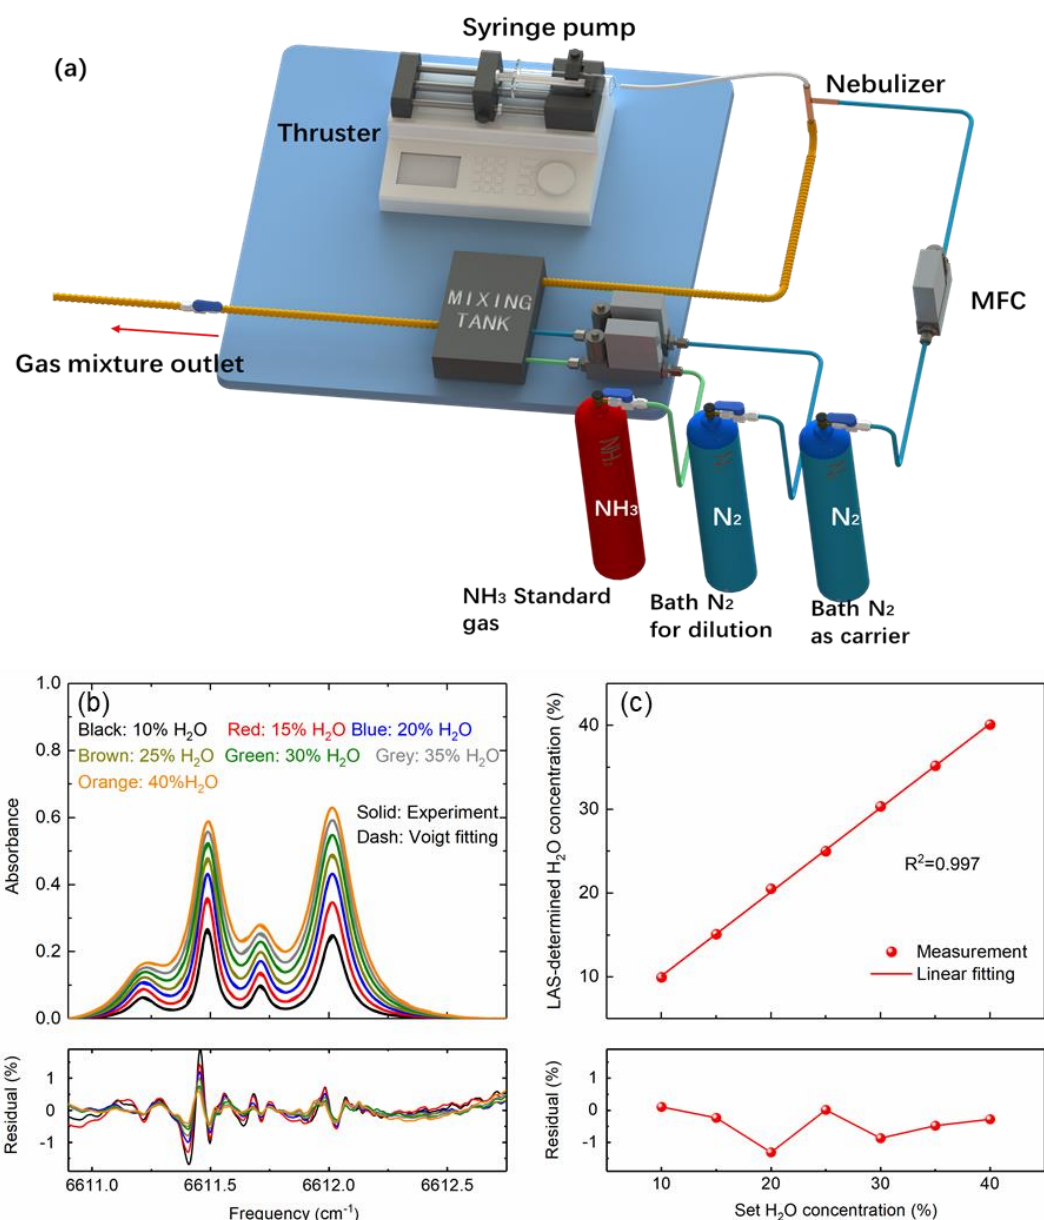 (a)
Syringe pump
Nebulizer
Thruster
MFC
MIXING
TANK
Gas mixture outlet
NH3
NH3
N2
N2
NH3 Standard
gas
Bath N2
for dilution
Bath N2
as carrier
(b)
Black: 10% H2O Red: 15% H2O Blue: 20% H2O
Brown: 25% H2O Green: 30% H2O Grey: 35% H2O
Orange: 40%H2O
Solid: Experiment
Dash: Voigt fitting
Absorbance
1.0
0.8
0.6
0.4
0.2
0.0
Residual (%)
1
0
-1
6611.0 6611.5 6612.0 6612.5
Frequency (cm-1)
(c)
LAS-determined H2O concentration (%)
40
30
20
10
R2=0.997
Measurement
Linear fitting
Residual (%)
1
0
-1
10 20 30 40
Set H2O concentration (%)